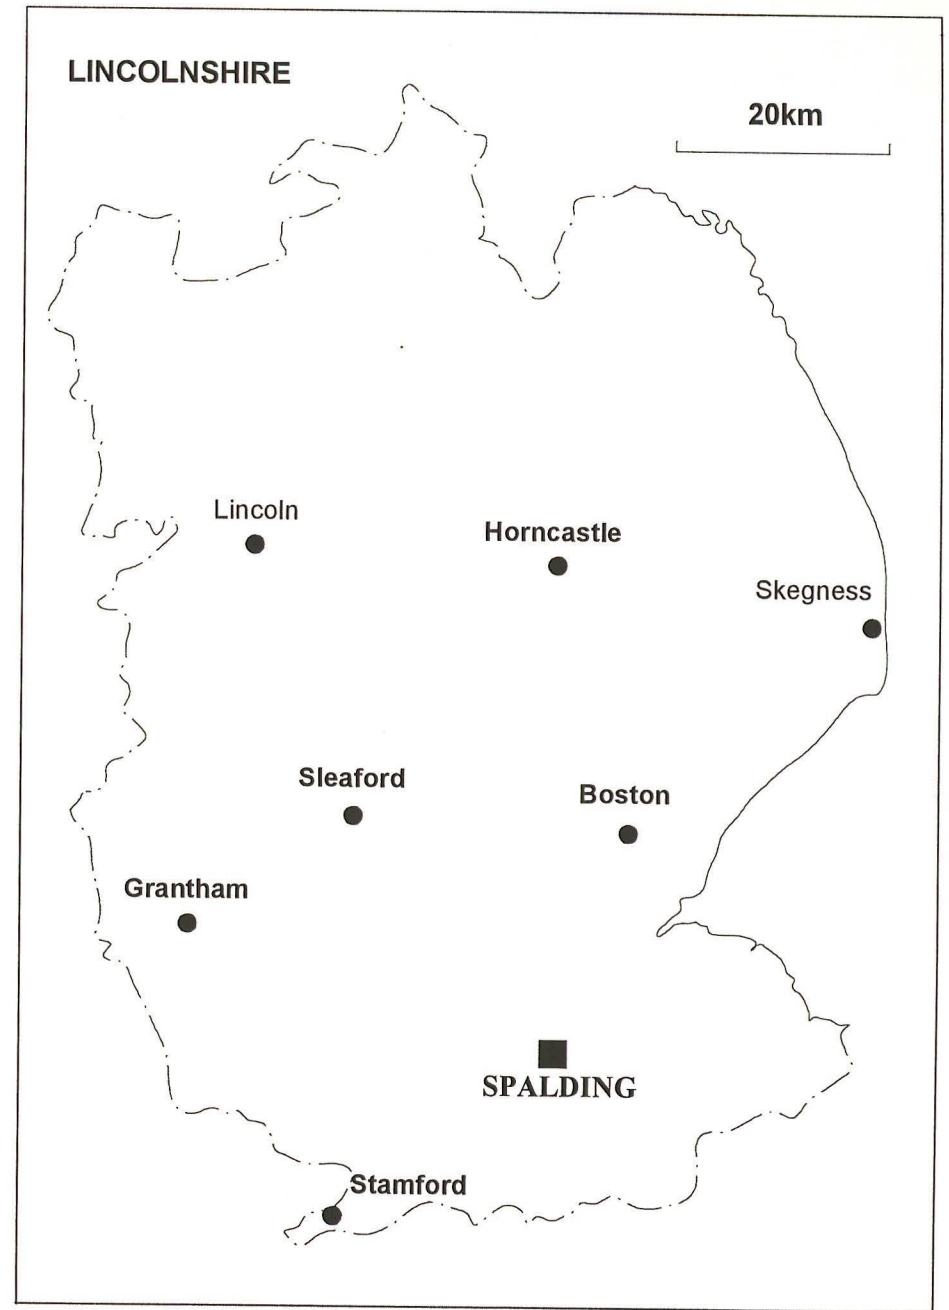 LINCOLNSHIRE
20km
Lincoln
Horncastle
Skegness
Sleaford
Boston
Grantham
SPALDING
Stamford